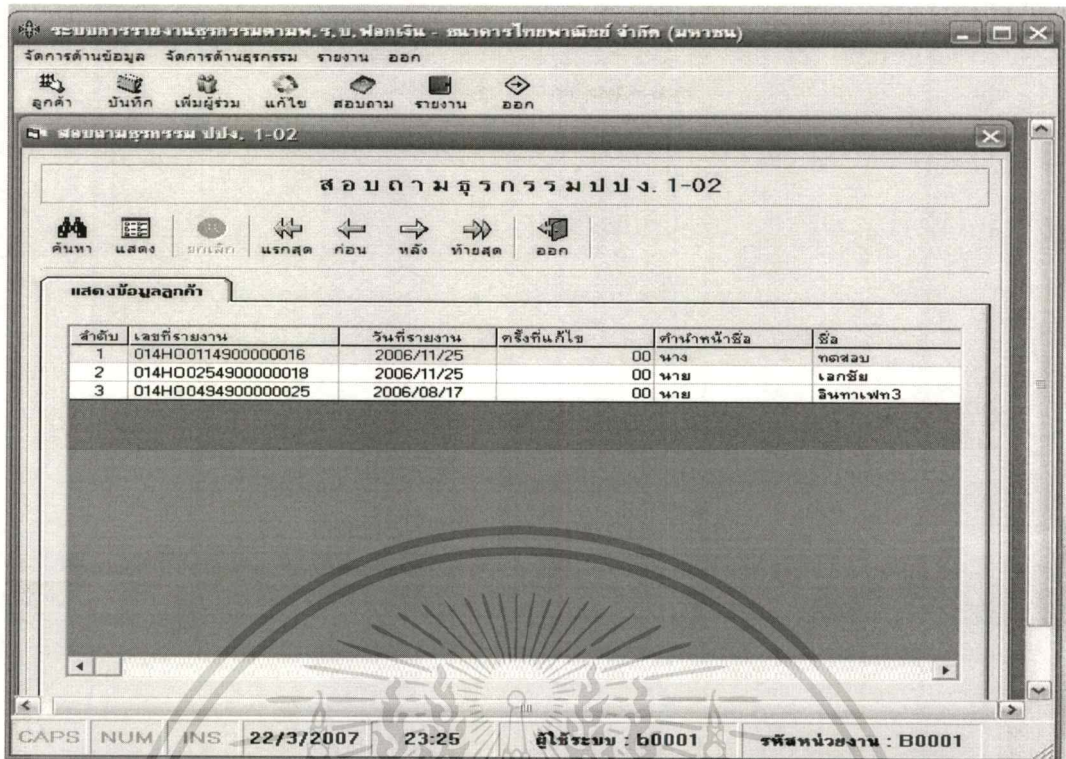 ระบบการรายงานธุรกรรมตามพ.ร.บ.ฟอกเงิน - ธนาคารไทยพาณิชย์ จำกัด (มหาชน)
จัดการด้านข้อมูล จัดการด้านธุรกรรม รายงาน ออก
ลูกค้า บันทึก เพิ่มผู้ร่วม แก้ไข สอบถาม รายงาน ออก
สอบถามธุรกรรม ปปง. 1-02
สอบถามธุรกรรมปปง. 1-02
ค้นหา แสดง ยกเลิก แรกสุด ก่อน หลัง ท้ายสุด ออก
แสดงข้อมูลลูกค้า
ลำดับ เลขที่รายงาน วันที่รายงาน ครั้งที่แก้ไข คำนำหน้าชื่อ ชื่อ
1 014HO0114900000016 2006/11/25 00 นาง ทดสอบ
2 014HO0254900000018 2006/11/25 00 นาย เอกชัย
3 014HO0494900000025 2006/08/17 00 นาย อินทาเฟท3
CAPS NUM INS 22/3/2007 23:25 ผู้ใช้ระบบ : b0001 รหัสหน่วยงาน : B0001